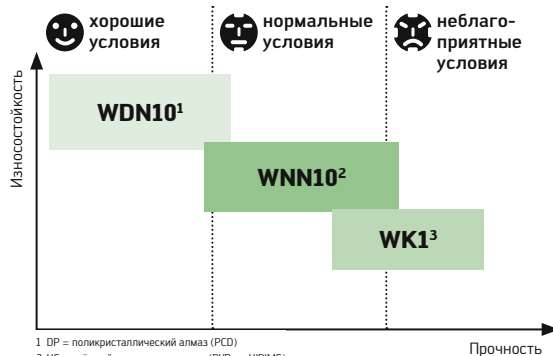 хорошие
условия
нормальные
условия
неблаго-
приятные
условия
Износостойкость
WDN10¹
WNN10²
WK1³
1 DP = поликристаллический алмаз (PCD)
Прочность